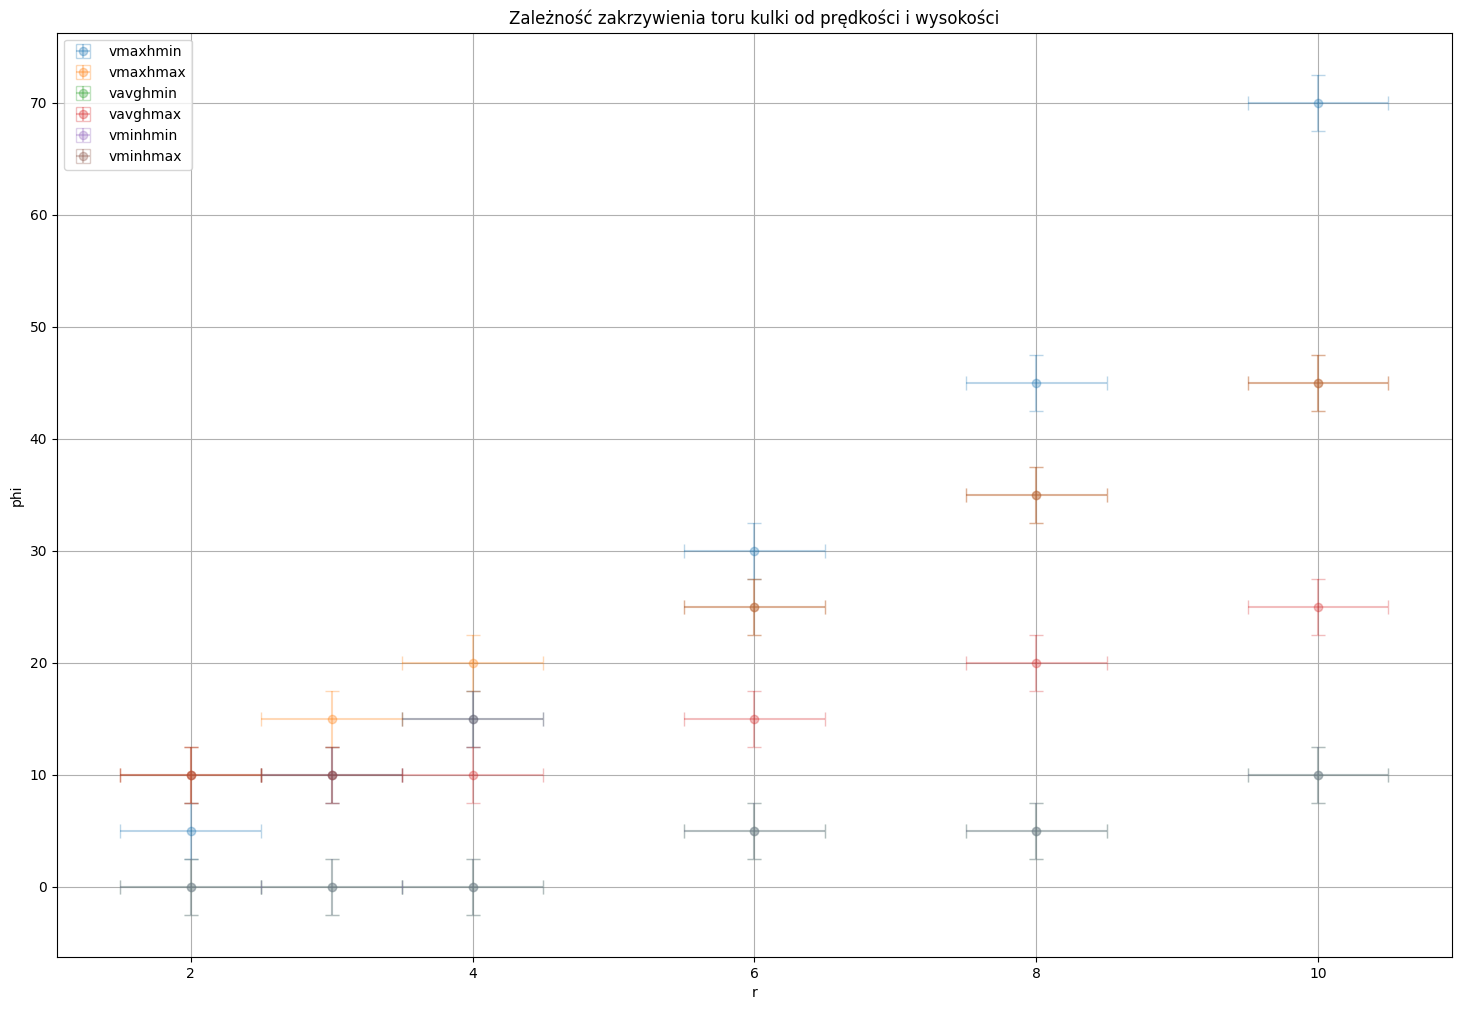 Zależność zakrzywienia toru kulki od prędkości i wysokości
vmaxhmin
vmaxhmax
vavghmin
vavghmax
vminhmin
vminhmax
70
60
50
40
30
20
10
0
phi
2
4
6
8
10
r